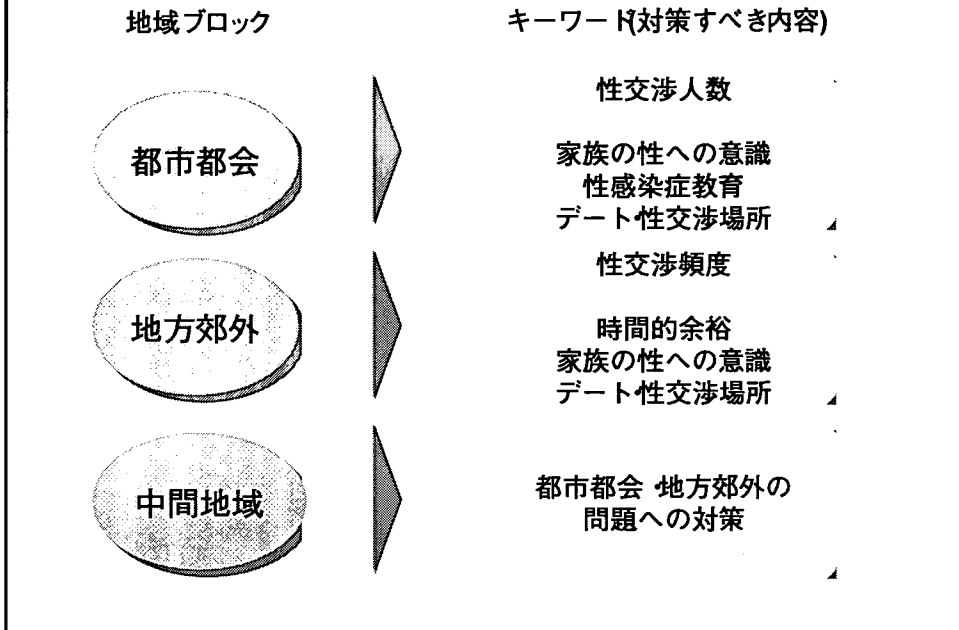 地域ブロック
キーワード(対策すべき内容)
都市都会
性交渉人数
家族の性への意識
性感染症教育
デート・性交渉場所
地方郊外
性交渉頻度
時間的余裕
家族の性への意識
デート・性交渉場所
中間地域
都市都会・地方郊外の
問題への対策